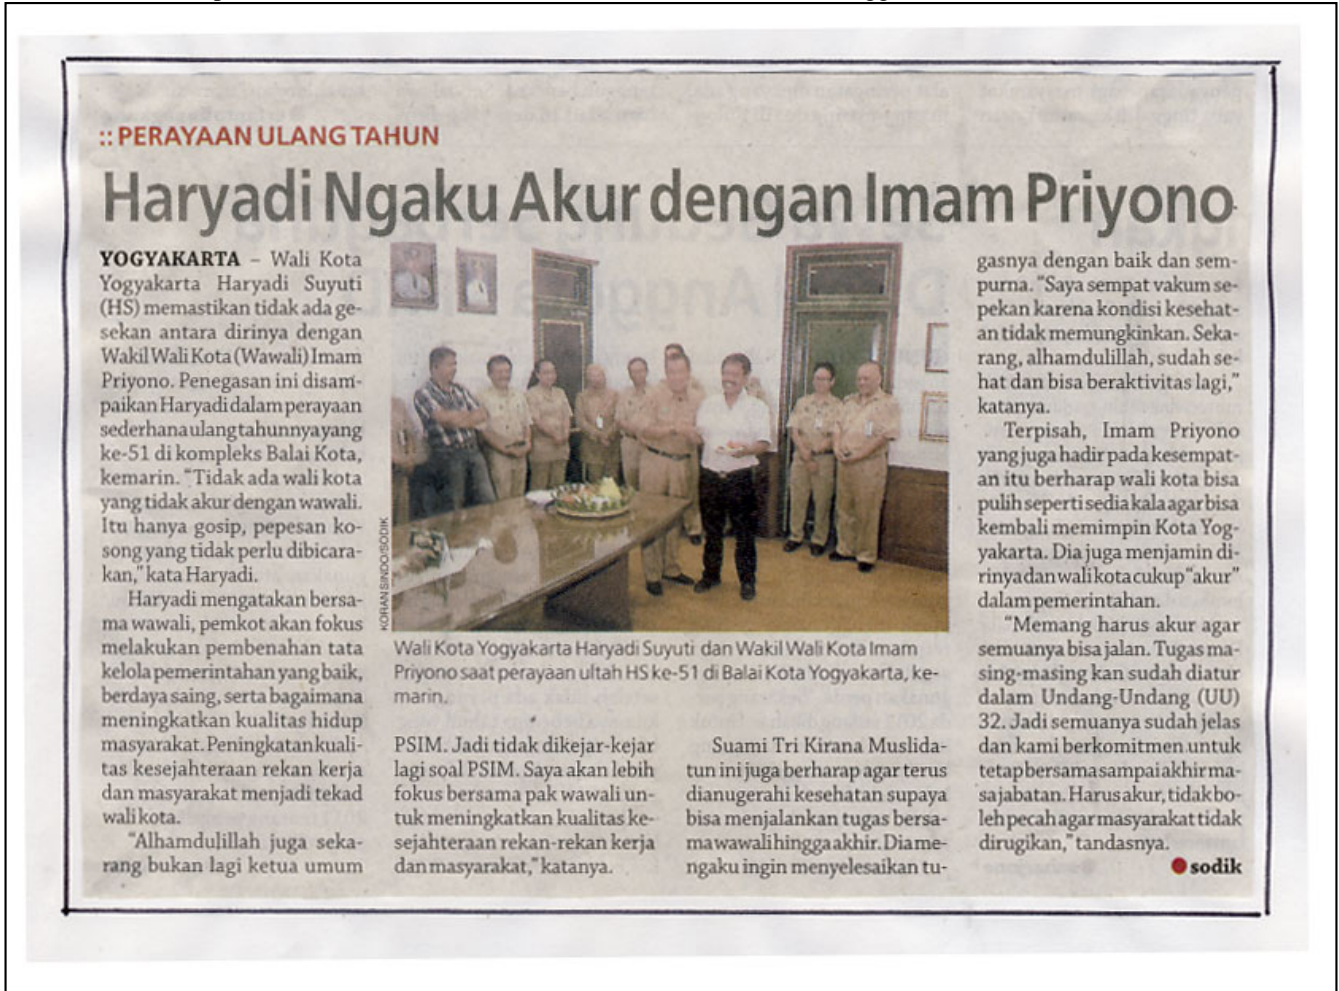 :: PERAYAAN ULANG TAHUN
Haryadi Ngaku Akur dengan Imam Priyono
YOGYAKARTA – Wali Kota
Yogyakarta Haryadi Suyuti
(HS) memastikan tidak ada ge-
sekan antara dirinya dengan
Wakil Wali Kota (Wawali) Imam
Priyono. Penegasan ini disam-
paikan Haryadi dalam perayaan
sederhana ulang tahunnya yang
ke-51 di kompleks Balai Kota,
kemarin. “Tidak ada wali kota
yang tidak akur dengan wawali.
Itu hanya gosip, pepesan ko-
song yang tidak perlu dibicara-
kan,” kata Haryadi.
Haryadi mengatakan bersa-
ma wawali, pemkot akan fokus
melakukan pembenahan tata
kelola pemerintahan yang baik,
berdaya saing, serta bagaimana
meningkatkan kualitas hidup
masyarakat. Peningkatan kuali-
tas kesejahteraan rekan kerja
dan masyarakat menjadi tekad
wali kota.
“Alhamdulillah juga seka-
rang bukan lagi ketua umum
KORAN SINDO/SODIK
Wali Kota Yogyakarta Haryadi Suyuti dan Wakil Wali Kota Imam
Priyono saat perayaan ultah HS ke-51 di Balai Kota Yogyakarta, ke-
marin.
PSIM. Jadi tidak dikejar-kejar
lagi soal PSIM. Saya akan lebih
fokus bersama pak wawali un-
tuk meningkatkan kualitas ke-
sejahteraan rekan-rekan kerja
dan masyarakat,” katanya.
Suami Tri Kirana Muslida-
tun ini juga berharap agar terus
dianugerahi kesehatan supaya
bisa menjalankan tugas bersa-
ma wawali hingga akhir. Dia me-
ngaku ingin menyelesaikan tu-
gasnya dengan baik dan sem-
purna. “Saya sempat vakum se-
pekan karena kondisi kesehat-
an tidak memungkinkan. Seka-
rang, alhamdulillah, sudah se-
hat dan bisa beraktivitas lagi,”
katanya.
Terpisah, Imam Priyono
yang juga hadir pada kesempat-
an itu berharap wali kota bisa
pulih seperti sedia kala agar bisa
kembali memimpin Kota Yog-
yakarta. Dia juga menjamin di-
rinya dan wali kota cukup “akur”
dalam pemerintahan.
“Memang harus akur agar
semuanya bisa jalan. Tugas ma-
sing-masing kan sudah diatur
dalam Undang-Undang (UU)
32. Jadi semuanya sudah jelas
dan kami berkomitmen untuk
tetap bersama sampai akhir ma-
sa jabatan. Harus akur, tidak bo-
leh pecah agar masyarakat tidak
dirugikan,” tandasnya.
sodik